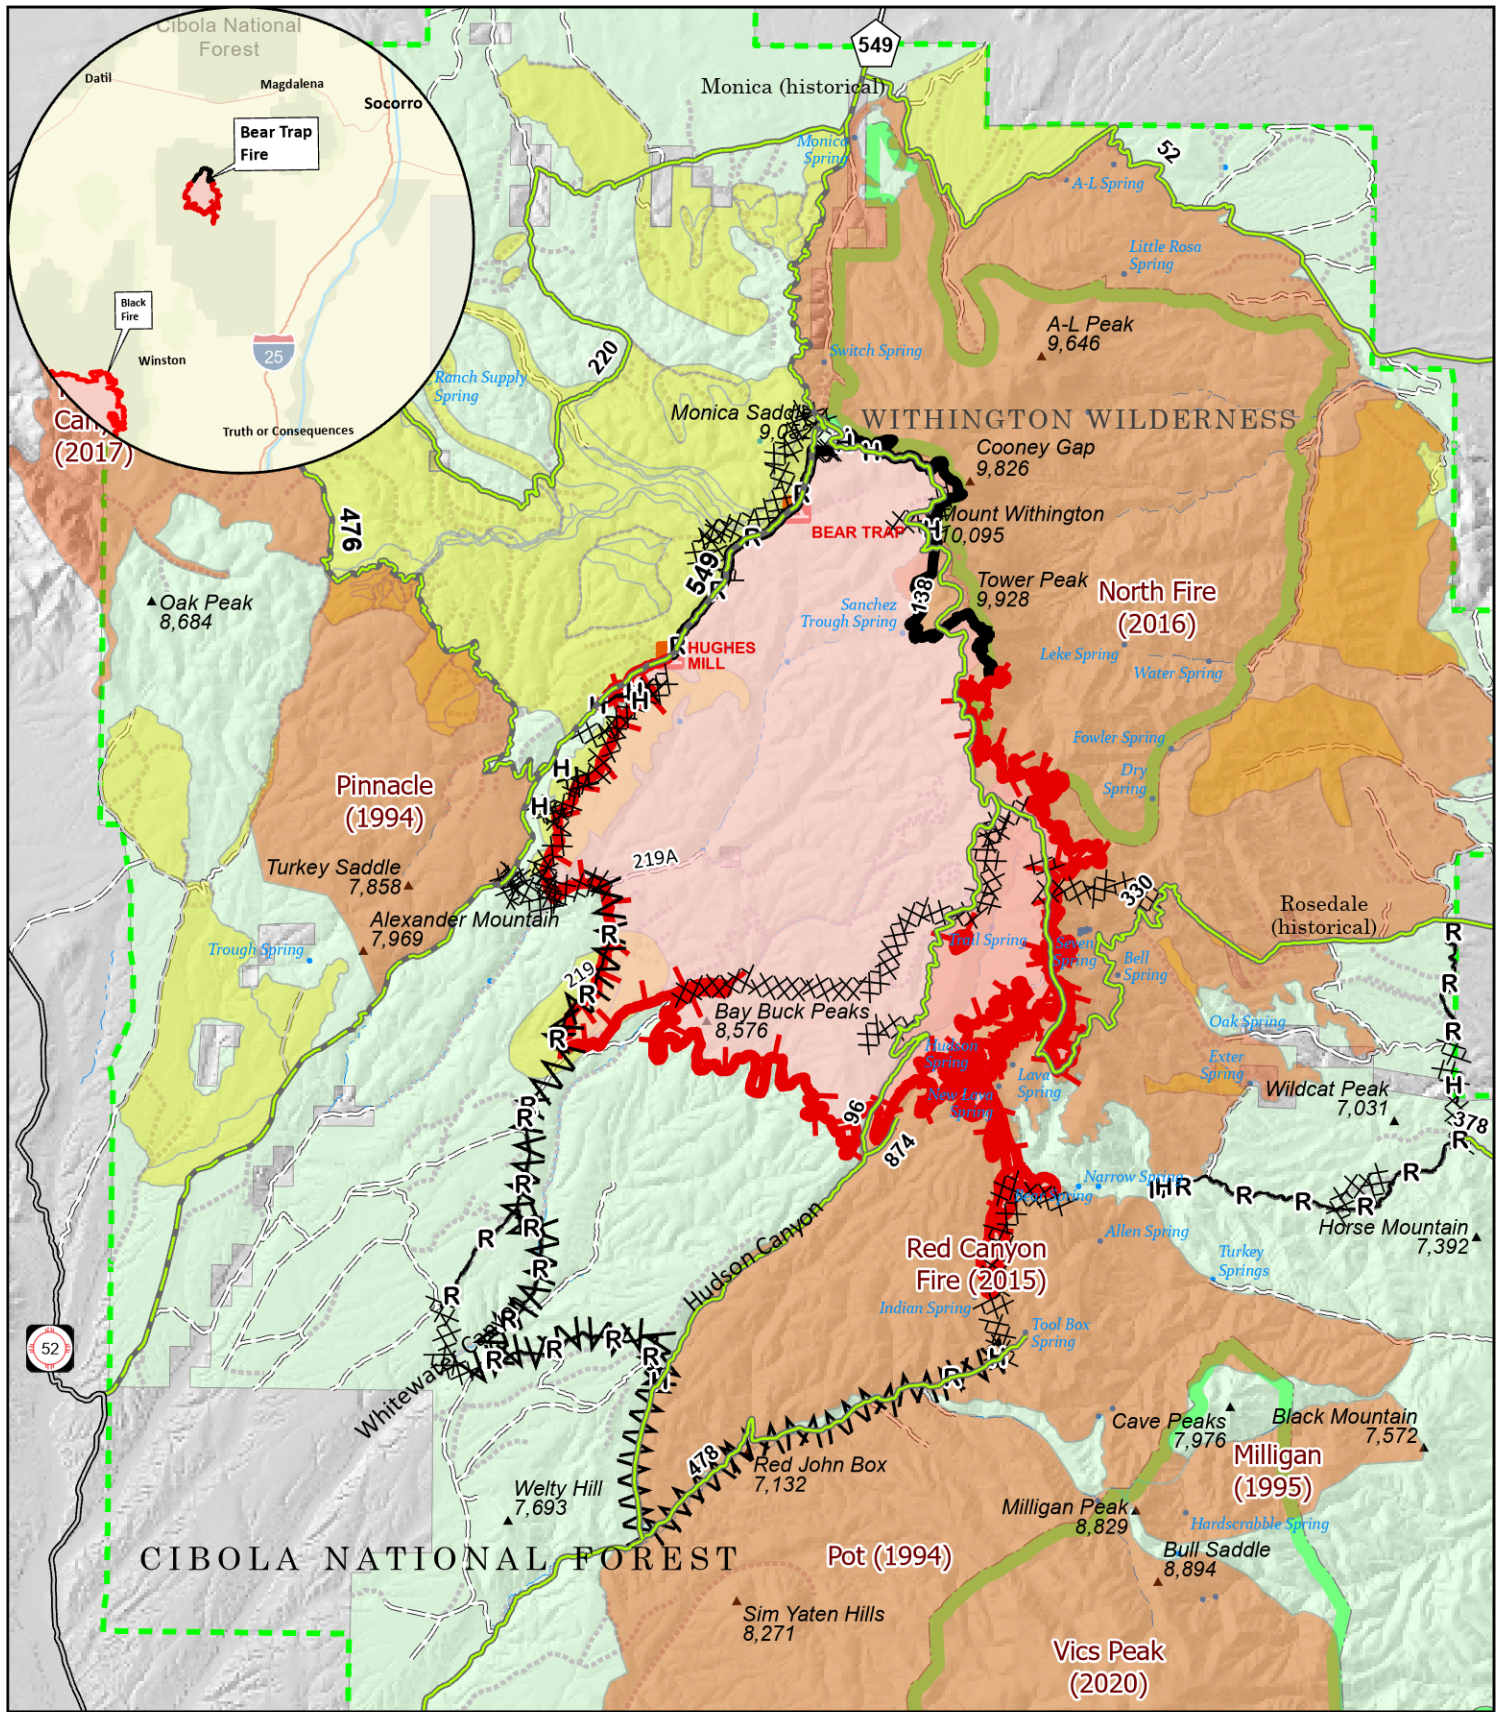 Cibola National
Forest
Datil
Magdalena
Socorro
Bear Trap
Fire
Black
Fire
Winston
25
Truth or Consequences
549
Monica (historical)
Monica
Spring
52
A-L Spring
Little Rosa
Spring
A-L Peak
9,646
Switch Spring
220
Ranch Supply
Spring
(2017)
Monica Saddle
WITHINGTON WILDERNESS
H
Cooney Gap
9,826
R
476
Mount Withington
10,095
BEAR TRAP
H
R
549
Tower Peak
9,928
138
North Fire
(2016)
Oak Peak
8,684
Sanchez
Trough Spring
R
HUGHES
MILL
Leke Spring
Water Spring
H
H
H
Fowler Spring
Dry
Spring
H
Pinnacle
(1994)
H
219A
Turkey Saddle
7,858
330
Rosedale
(historical)
Alexander Mountain
7,969
R
Trail Spring
Seven
Spring
Bell
Spring
R
Trough Spring
219
R
R
Bay Buck Peaks
8,576
Oak Spring
R
R
Hudson
Spring
Exter
Spring
Lava
Spring
H
Wildcat Peak
7,031
New Lava
Spring
R
R
96
874
378
R
Narrow Spring
R
R
H
R
R
R
R
R
R
R
Allen Spring
Horse Mountain
7,392
Red Canyon
Fire (2015)
Turkey
Springs
R
Hudson Canyon
R
Indian Spring
Tool Box
Spring
R
52
Whitewater Canyon
R
R
R
R
H
H
R
Cave Peaks
7,976
Black Mountain
7,572
478
Red John Box
7,132
Milligan
(1995)
Welty Hill
7,693
Milligan Peak
8,829
Hardscrabble Spring
CIBOLA NATIONAL FOREST
Pot (1994)
Bull Saddle
8,894
Sim Yaten Hills
8,271
Vics Peak
(2020)